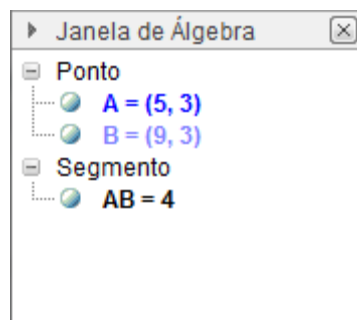 Janela de Álgebra
Ponto
A = (5, 3)
B = (9, 3)
Segmento
AB = 4